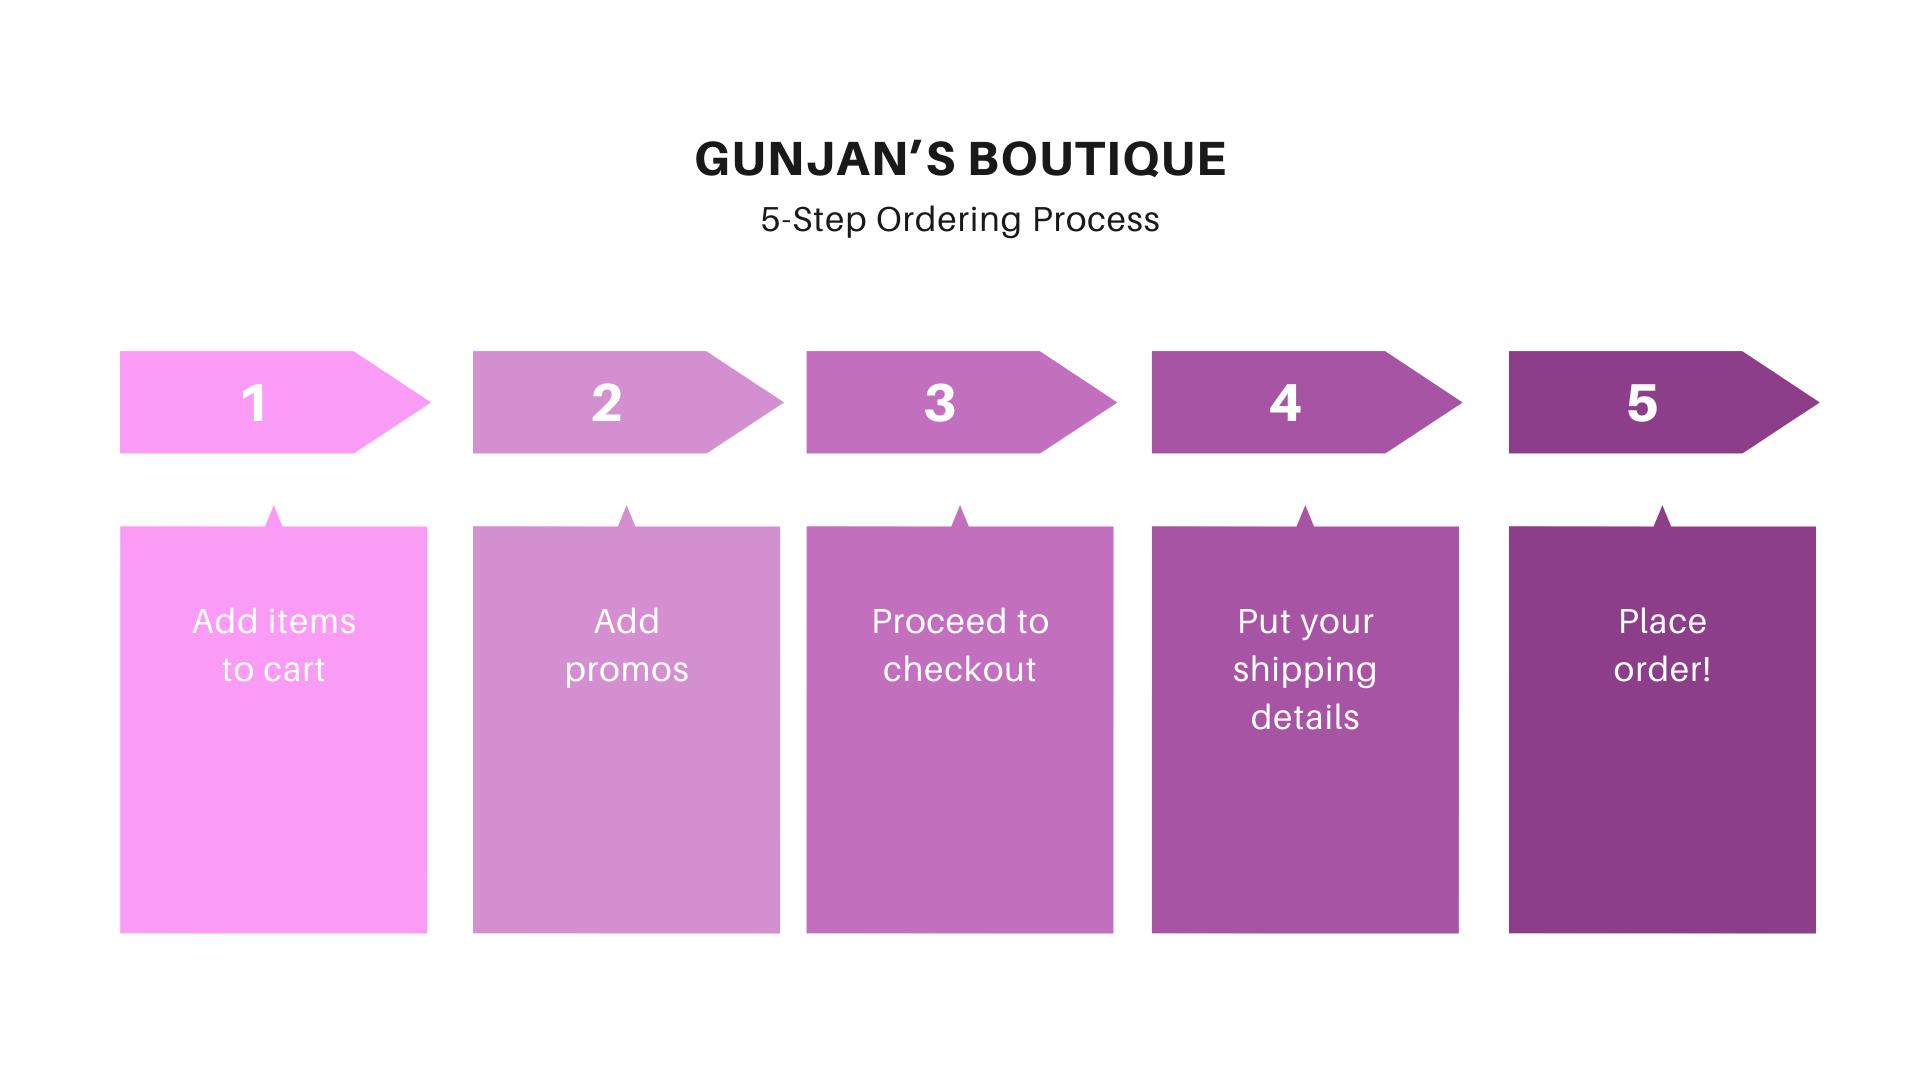 GUNJAN’S BOUTIQUE
5-Step Ordering Process
1
2
3
4
5
Add items
to cart
Add
promos
Proceed to
checkout
Put your
shipping
details
Place
order!